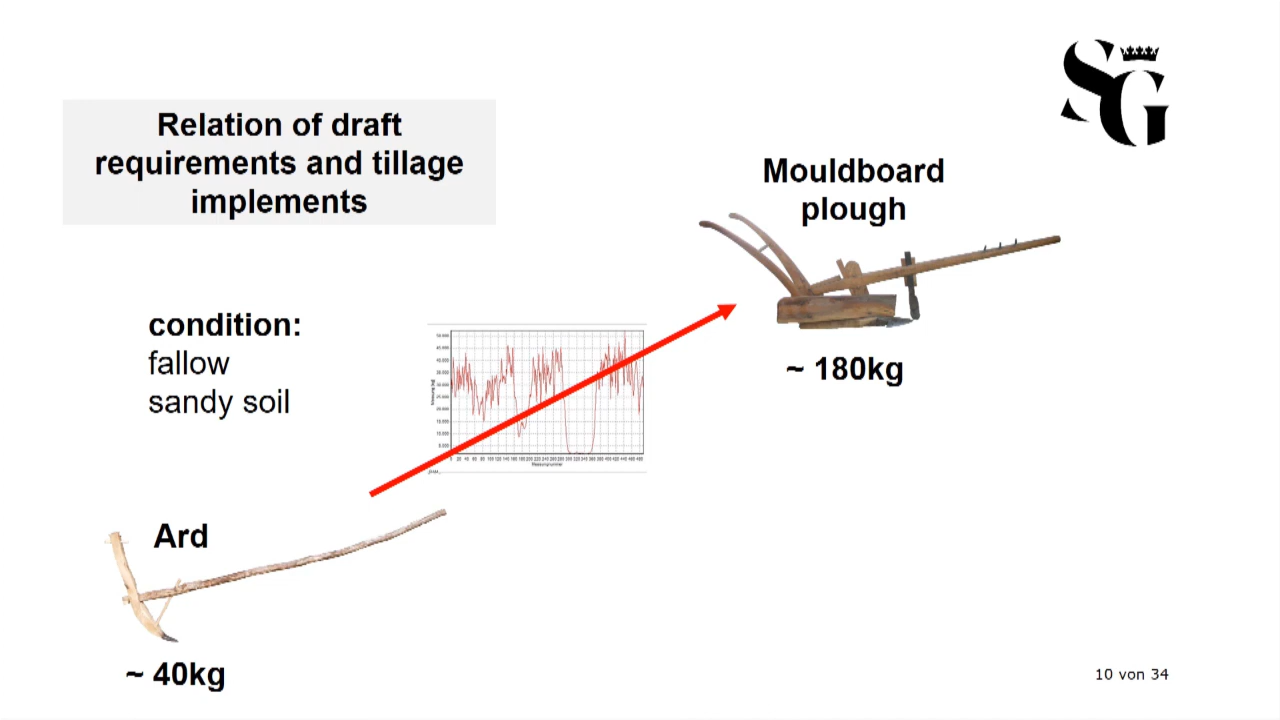 SG
Relation of draft
requirements and tillage
implements
Mouldboard
plough
condition:
fallow
sandy soil
~ 180kg
Ard
~ 40kg
10 von 34